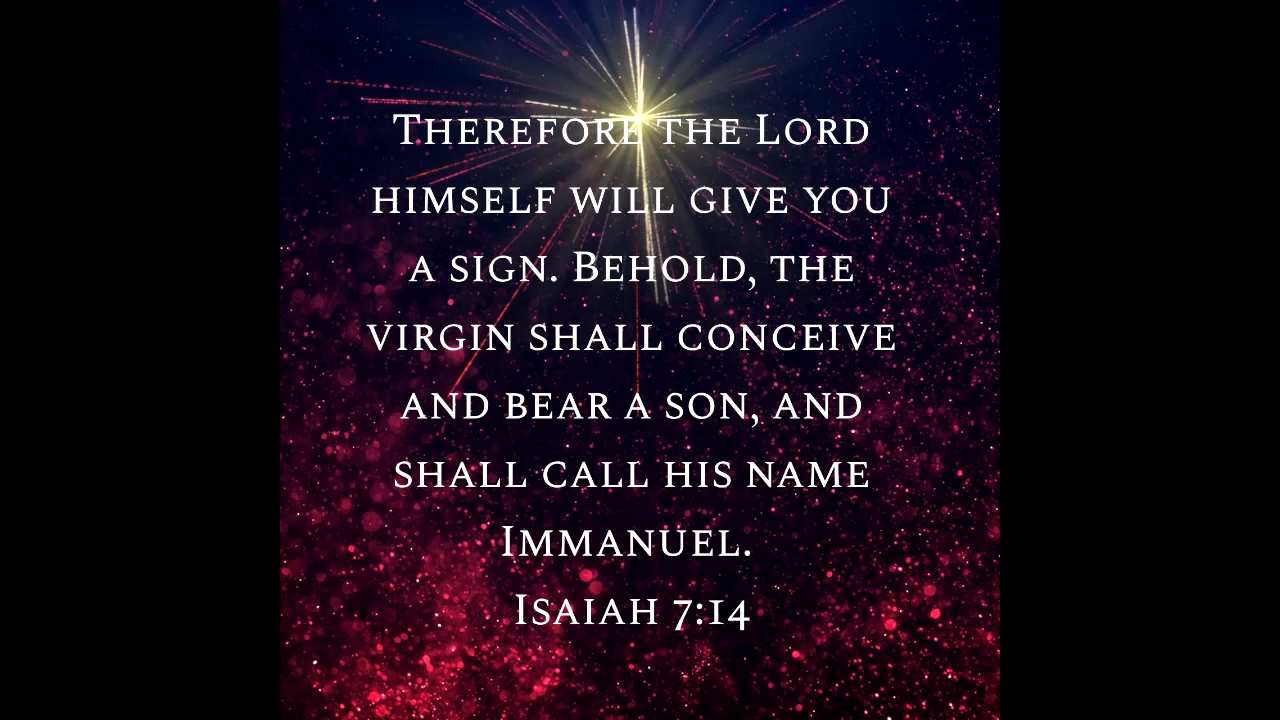 Therefore the Lord
himself will give you
a sign. Behold, the
virgin shall conceive
and bear a son, and
shall call his name
Immanuel.
Isaiah 7:14